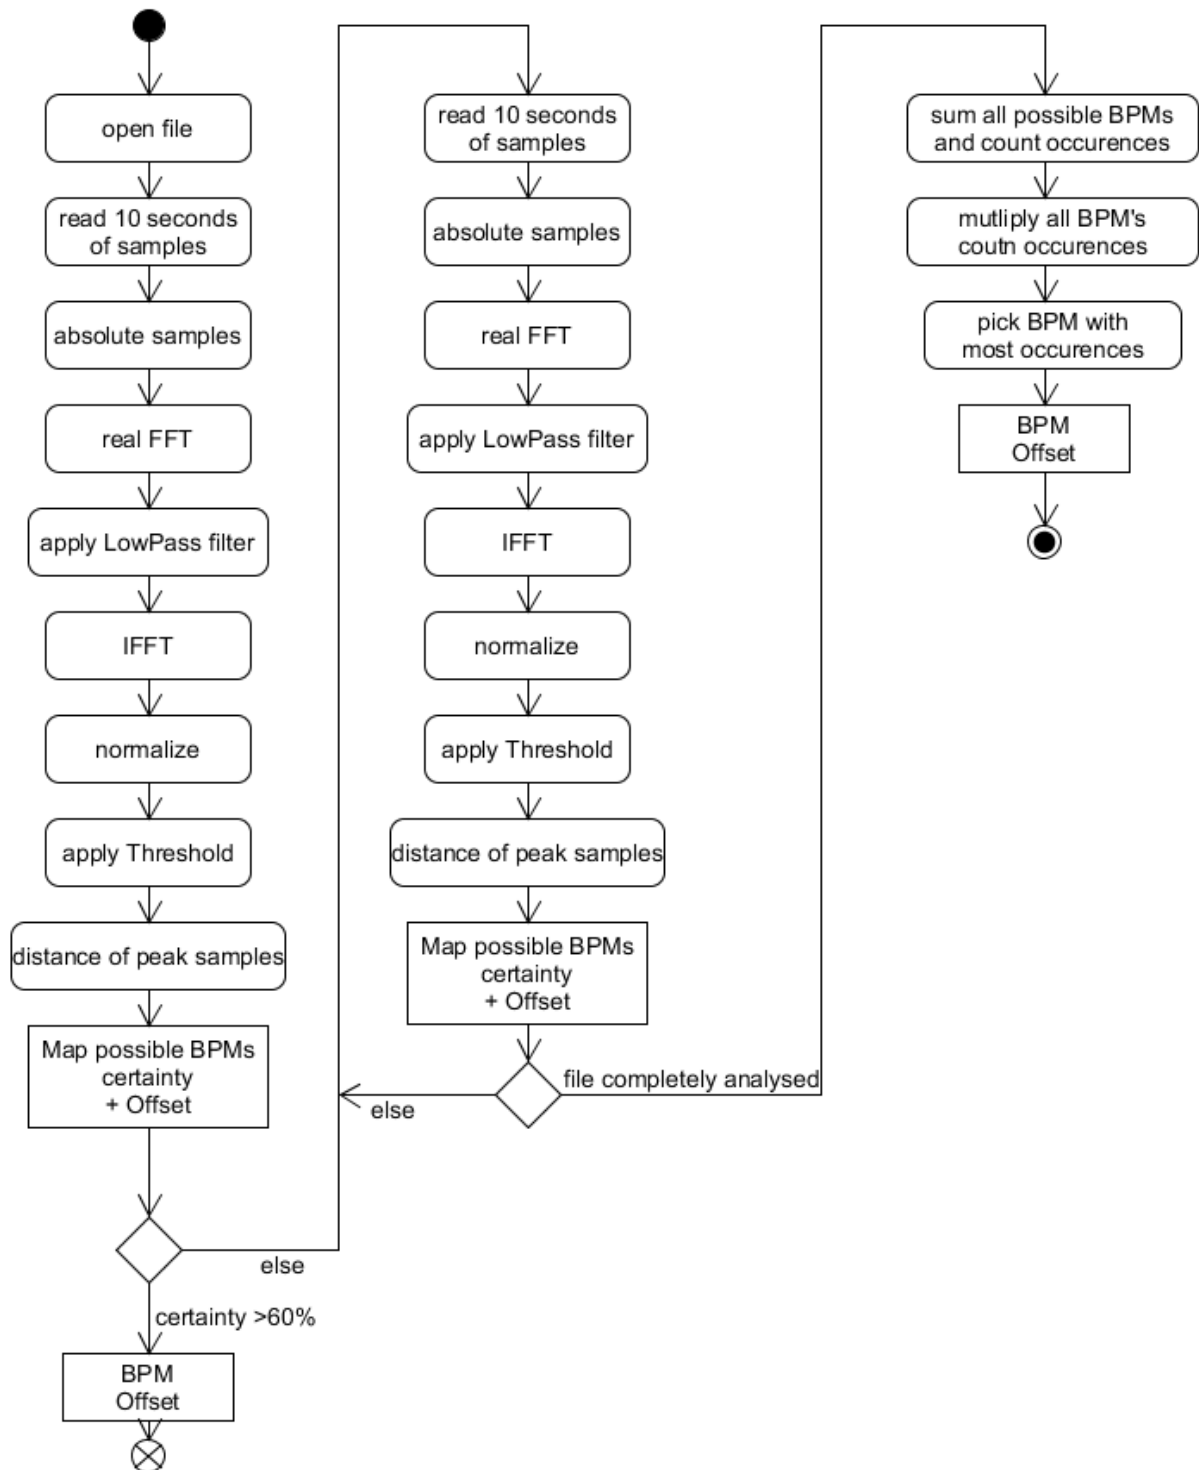 open file
read 10 seconds
of samples
absolute samples
real FFT
apply LowPass filter
IFFT
normalize
apply Threshold
distance of peak samples
Map possible BPMs
certainty
+ Offset
else
certainty >60%
BPM
Offset
read 10 seconds
of samples
absolute samples
real FFT
apply LowPass filter
IFFT
normalize
apply Threshold
distance of peak samples
Map possible BPMs
certainty
+ Offset
file completely analysed
else
sum all possible BPMs
and count occurences
mutliply all BPM's
coutn occurences
pick BPM with
most occurences
BPM
Offset